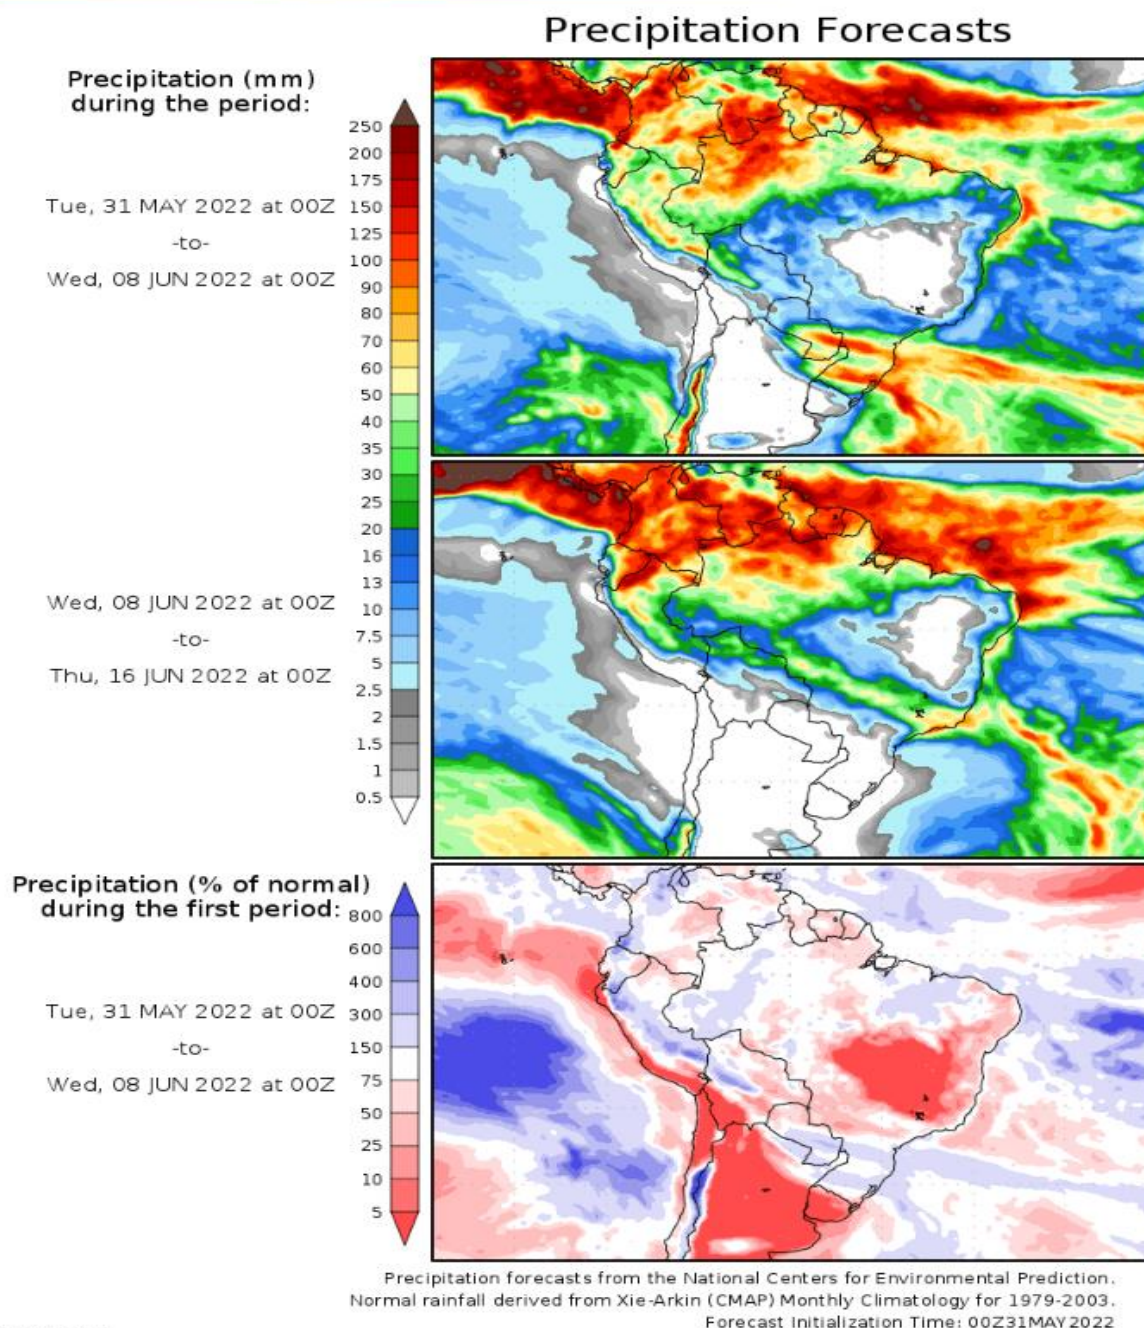 Precipitation Forecasts
Precipitation (mm)
during the period:
250
200
175
150
125
100
90
80
70
60
50
40
35
30
25
20
16
13
10
7.5
5
2.5
2
1.5
1
0.5
Tue, 31 MAY 2022 at 00Z
-to-
Wed, 08 JUN 2022 at 00Z
Wed, 08 JUN 2022 at 00Z
-to-
Thu, 16 JUN 2022 at 00Z
Precipitation (% of normal)
during the first period:
800
600
400
300
150
75
50
25
10
5
Tue, 31 MAY 2022 at 00Z
-to-
Wed, 08 JUN 2022 at 00Z
Precipitation forecasts from the National Centers for Environmental Prediction.
Normal rainfall derived from Xie-Arkin (CMAP) Monthly Climatology for 1979-2003.
Forecast Initialization Time: 00Z31MAY2022